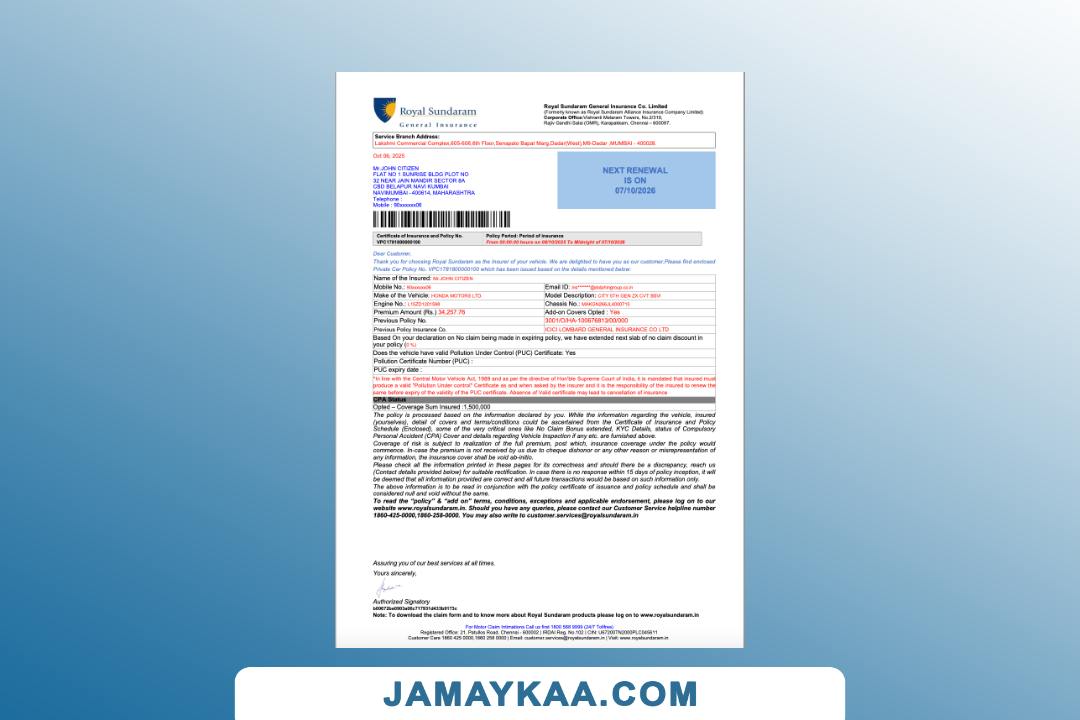 Royal Sundaram
General Insurance
Royal Sundaram General Insurance Co. Limited
(Formerly known as Royal Sundaram Alliance Insurance Company Limited)
Corporate Office:Vishranti Melaram Towers, No.2/319,
Rajiv Gandhi Salai (OMR), Karapakkam, Chennai - 600097.
Service Branch Address:
Lakshmi Commercial Complex,605-606,6th Floor,Senapatx Bapat Marg,Dadar(West),M9-Dadar ,MUMBAI - 400028.
Oct 06, 2025
Mr JOHN CITIZEN
FLAT NO 1 SUNRISE BLDG PLOT NO
32 NEAR JAIN MANDIR SECTOR 8A
CBD BELAPUR NAVI KUMBAI
NAVIMUMBAI -400614, MAHARASHTRA
Telephone :
Mobile : 90xxxxxx06
NEXT RENEWAL
IS ON
07/10/2026
Certificate of Insurance and Policy No. Policy Period: Period of Insurance
VPC1781800000100 From 00:00:00 hours on 08/10/2025 To Midnight of 07/10/2026
Dear Customer,
Thank you for choosing Royal Sundaram as the insurer of your vehicle. We are delighted to have you as our customer.Please find enclosed
Private Car Policy No. VPC1781800000100 which has been issued based on the details mentioned below:
Name of the Insured: Mr JOHN CITIZEN
Mobile No.: 90xxxxxx06 Email ID:
Make of the Vehicle: HONDA MOTORS LTD. Model Description: CITY 5TH GEN ZX CVT BSVI
Engine No.: Chassis No.:
Premium Amount (Rs.) 34,257.76 Add-on Covers Opted : Yes
Previous Policy No. 3001/O/HA-100676913/00/000
Previous Policy Insurance Co. ICICI LOMBARD GENERAL INSURANCE CO LTD
Based On your declaration on No claim being made in expiring policy, we have extended next slab of no claim discount in
your policy (0 %)
Does the vehicle have valid Pollution Under Control (PUC) Certificate: Yes
Pollution Certificate Number (PUC) :
PUC expiry date :
*In line with the Central Motor Vehicle Act, 1989 and as per the directive of Hon'ble Supreme Court of India, it is mandated that insured must
produce a valid "Pollution Under control" Certificate as and when asked by the insurer and it is the responsibility of the insured to renew the
same before expiry of the validity of the PUC certificate. Absence of Valid certificate may lead to cancellation of insurance
CPA Status
Opted – Coverage Sum Insured :1,500,000
The policy is processed based on the information declared by you. While the information regarding the vehicle, insured
(yourselves), detail of covers and terms/conditions could be ascertained from the Certificate of Insurance and Policy
Schedule (Enclosed), some of the very critical ones like No Claim Bonus extended, KYC Details, status of Compulsory
Personal Accident (CPA) Cover and details regarding Vehicle Inspection if any etc. are furnished above.
Coverage of risk is subject to realization of the full premium, post which, insurance coverage under the policy would
commence. In-case the premium is not received by us due to cheque dishonor or any other reason or misrepresentation of
any information, the insurance cover shall be void ab-initio.
Please check all the information printed in these pages for its correctness and should there be a discrepancy, reach us
(Contact details provided below) for suitable rectification. In case there is no response within 15 days of policy inception, it will
be deemed that all information provided are correct and all future transactions would be based on such information only.
The above information is to be read in conjunction with the policy certificate of issuance and policy schedule and shall be
considered null and void without the same.
To read the "policy" & "add on" terms, conditions, exceptions and applicable endorsement, please log on to our
website www.royalsundaram.in. Should you have any queries, please contact our Customer Service helpline number
1860-425-0000,1860-258-0000. You may also write to customer.services@royalsundaram.in
Assuring you of our best services at all times,
Yours sincerely,
Authorized Signatory
Note: To download the claim form and to know more about Royal Sundaram products please log on to www.royalsundaram.in
For Motor Claim Intimations Call us first 1800 568 9999 (24/7 Tollfree)
Registered Office: 21, Patullos Road, Chennai - 600002 | IRDAI Reg. No.102 | CIN: U67200TN2000PLC045611
Customer Care 1860 425 0000,1860 258 0000 | Email: customer.services@royalsundaram.in | Visit: www.royalsundaram.in
JAMAYKAA.COM